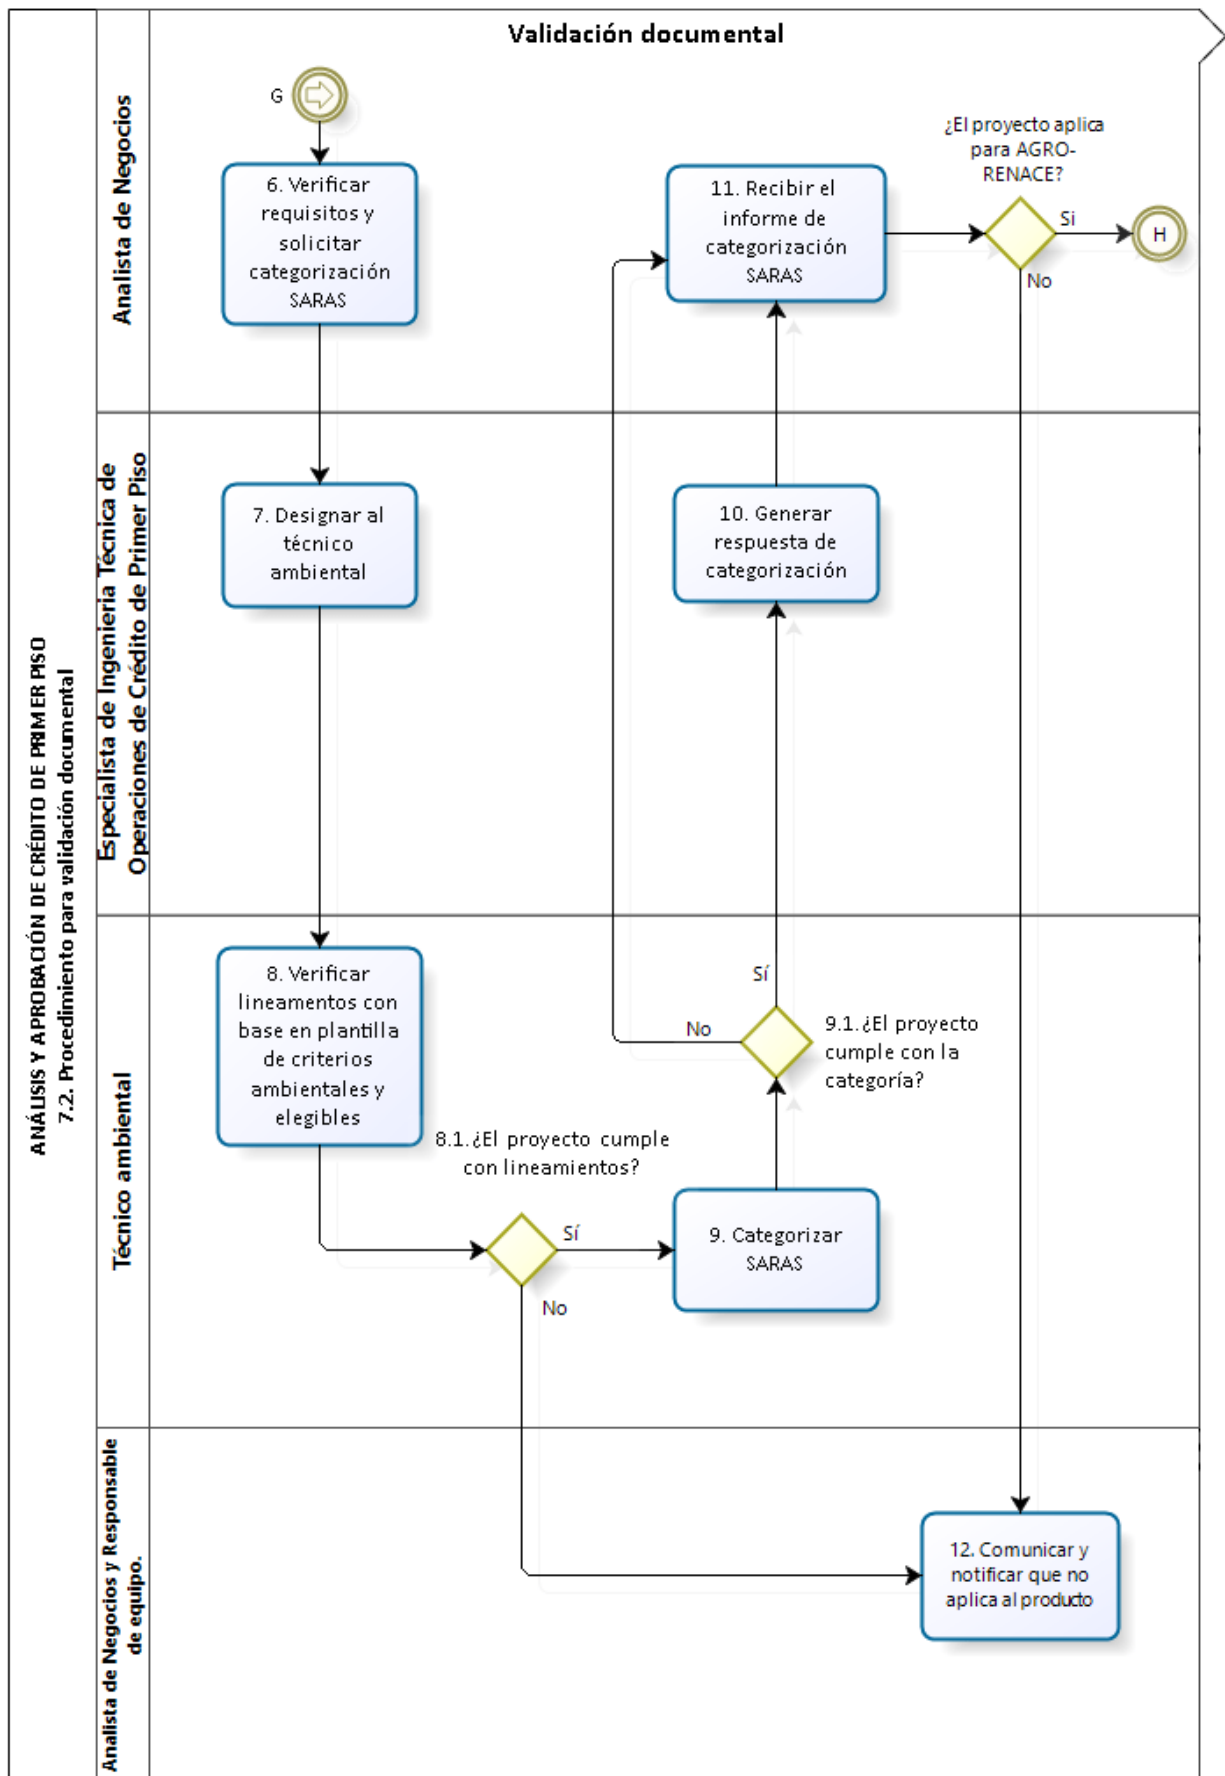 Validación documental
ANÁLISIS Y APROBACIÓN DE CRÉDITO DE PRIMER PISO
7.2. Procedimiento para validación documental
Analista de Negocios
G
6. Verificar
requisitos y
solicitar
categorización
SARAS
11. Recibir el
informe de
categorización
SARAS
¿El proyecto aplica
para AGRO-
RENACE?
Si
H
No
Especialista de Ingeniería Técnica de
Operaciones de Crédito de Primer Piso
7. Designar al
técnico
ambiental
10. Generar
respuesta de
categorización
Técnico ambiental
8. Verificar
lineamentos con
base en plantilla
de criterios
ambientales y
elegibles
Sí
No
9.1.¿El proyecto
cumple con la
categoría?
8.1.¿El proyecto cumple
con lineamientos?
Sí
No
9. Categorizar
SARAS
Analista de Negocios y Responsable
de equipo.
12. Comunicar y
notificar que no
aplica al producto